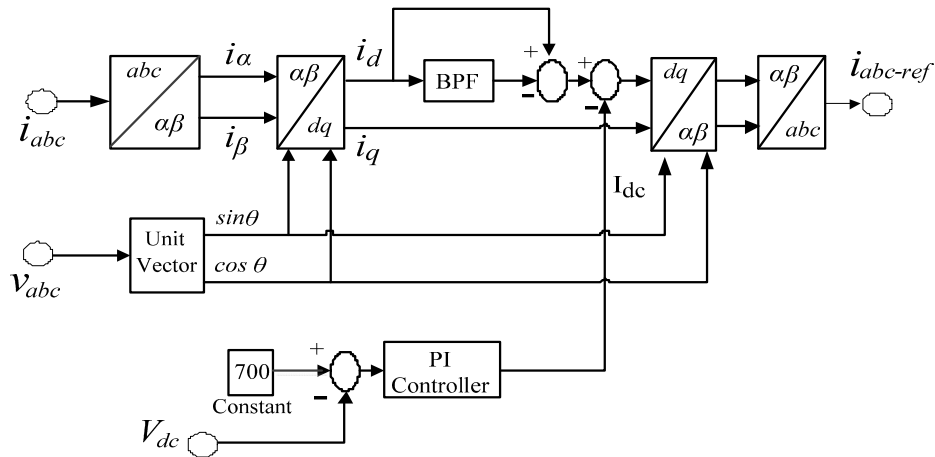 abc
αβ
iα
iβ
iabc
αβ
dq
id
iq
BPF
+
−
+
−
dq
αβ
αβ
abc
iabc-ref
Idc
Unit
Vector
sinθ
cos θ
vabc
700
Constant
+
−
PI
Controller
Vdc